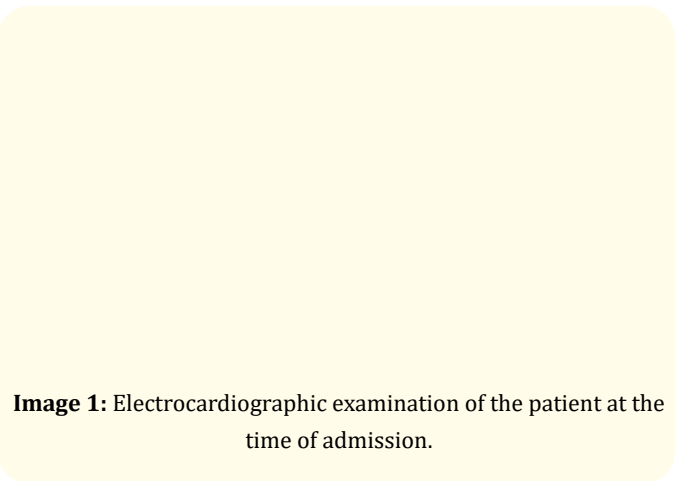 Image 1: Electrocardiographic examination of the patient at the
time of admission.